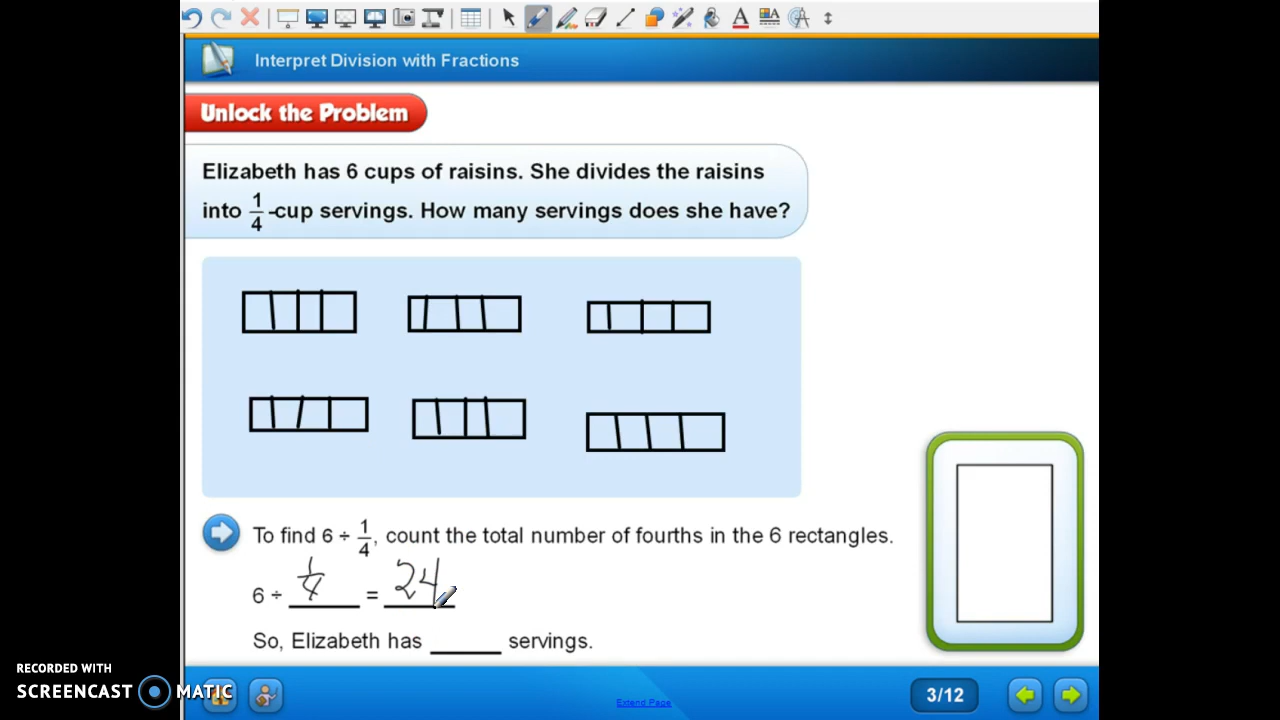 Interpret Division with Fractions
Unlock the Problem
Elizabeth has 6 cups of raisins. She divides the raisins
into 1/4-cup servings. How many servings does she have?
To find 6 ÷ 1/4, count the total number of fourths in the 6 rectangles.
6 ÷ 1/4 = 24
So, Elizabeth has ______ servings.
RECORDED WITH
SCREENCAST MATIC
Extend Page
3/12